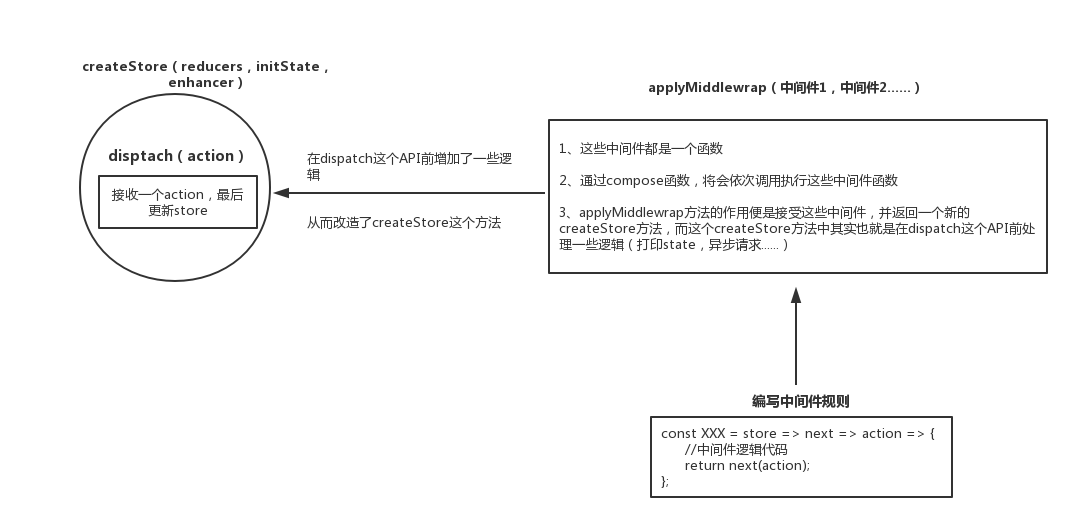 createStore（reducers，initState，
enhancer）
disptach（action）
接收一个action，最后
更新store
在dispatch这个API前增加了一些逻
辑
从而改造了createStore这个方法
applyMiddlewrap（中间件1，中间件2......）
1、这些中间件都是一个函数
2、通过compose函数，将会依次调用执行这些中间件函数
3、applyMiddlewrap方法的作用便是接受这些中间件，并返回一个新的
createStore方法，而这个createStore方法中其实也就是在dispatch这个API前处
理一些逻辑（打印state，异步请求......）
编写中间件规则
const XXX = store => next => action => {
//中间件逻辑代码
return next(action);
};